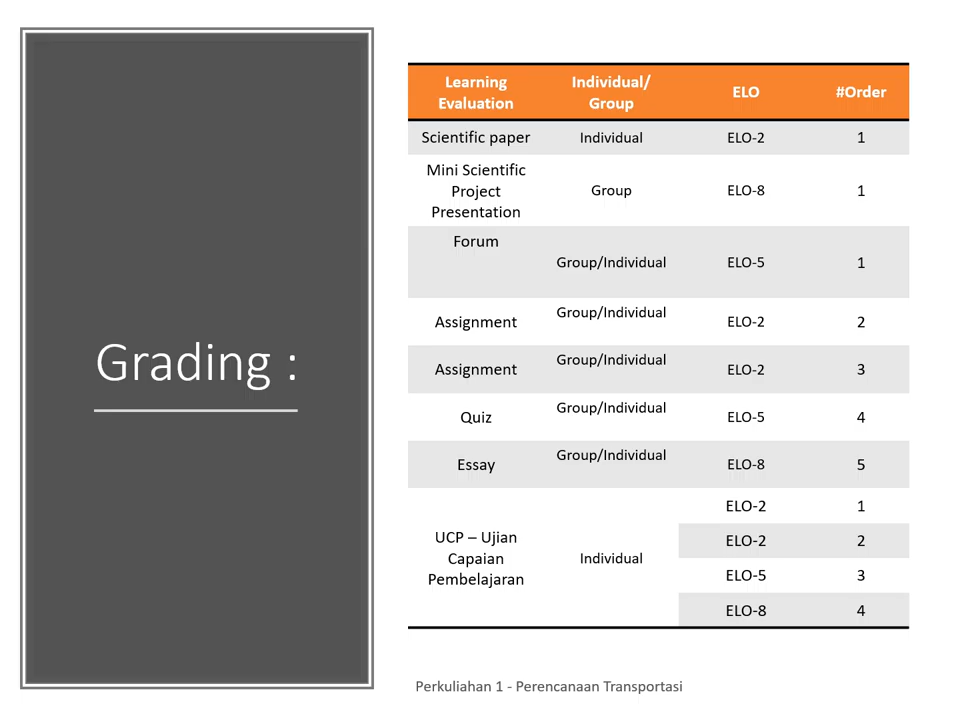 Grading :
Learning Evaluation | Individual/ Group | ELO | #Order
Scientific paper | Individual | ELO-2 | 1
Mini Scientific Project Presentation | Group | ELO-8 | 1
Forum | Group/Individual | ELO-5 | 1
Assignment | Group/Individual | ELO-2 | 2
Assignment | Group/Individual | ELO-2 | 3
Quiz | Group/Individual | ELO-5 | 4
Essay | Group/Individual | ELO-8 | 5
UCP – Ujian Capaian Pembelajaran | Individual | ELO-2 | 1
ELO-2 | 2
ELO-5 | 3
ELO-8 | 4
Perkuliahan 1 - Perencanaan Transportasi